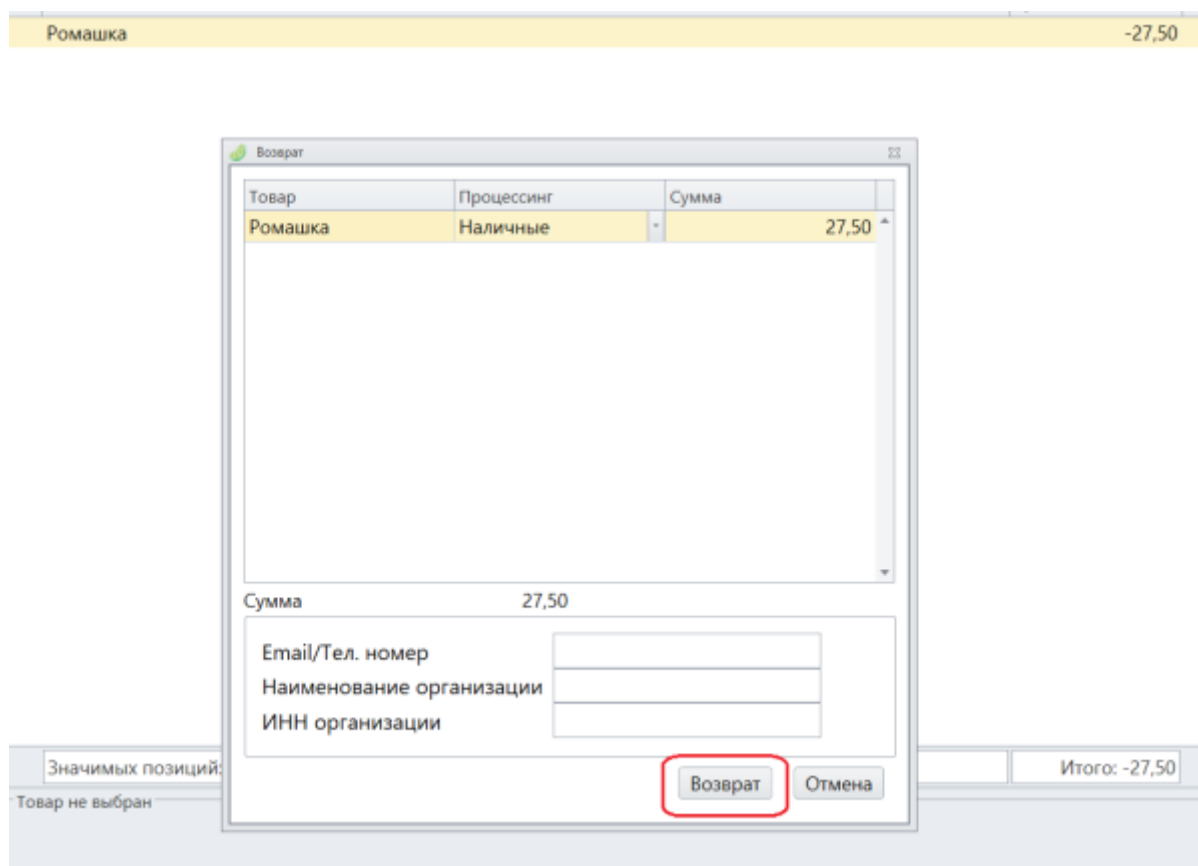 Ромашка -27,50
Возврат
Товар Процессинг Сумма
Ромашка Наличные 27,50
Сумма 27,50
Email/Тел. номер
Наименование организации
ИНН организации
Значимых позиций: Итого: -27,50
Возврат Отмена
Товар не выбран